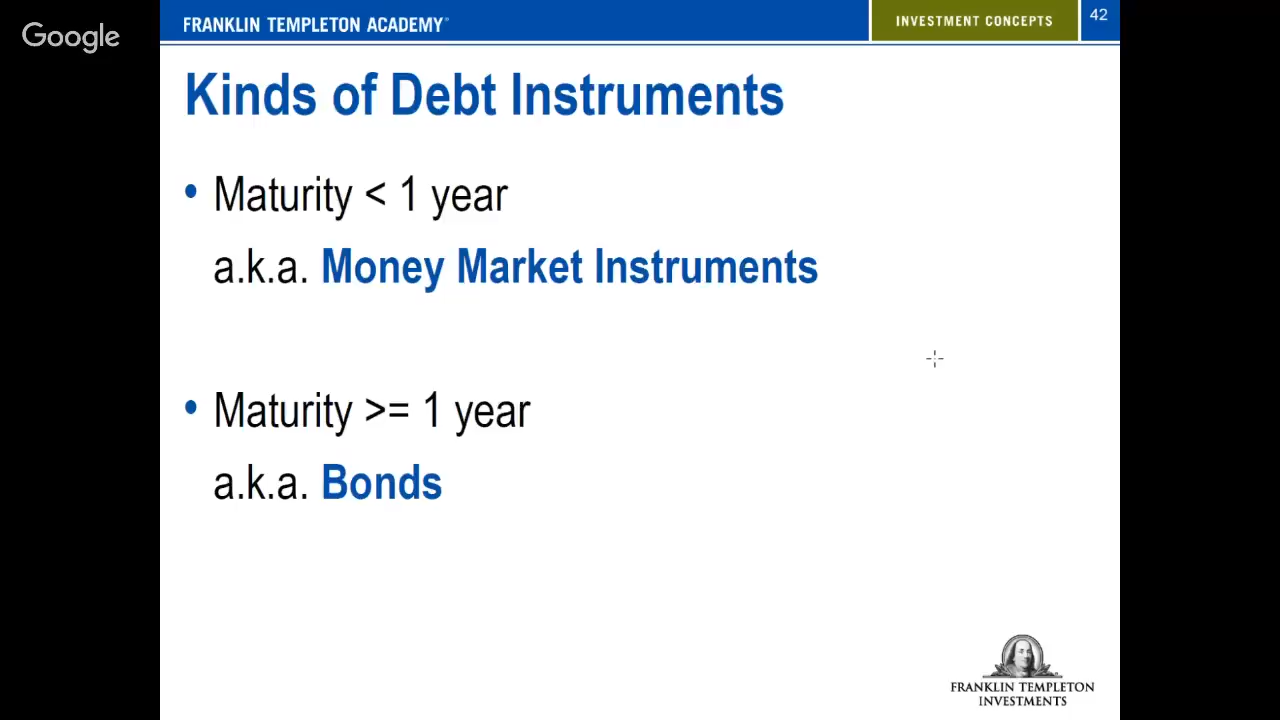 Google
FRANKLIN TEMPLETON ACADEMY
INVESTMENT CONCEPTS
42
Kinds of Debt Instruments
• Maturity < 1 year
a.k.a. Money Market Instruments
• Maturity >= 1 year
a.k.a. Bonds
FRANKLIN TEMPLETON
INVESTMENTS